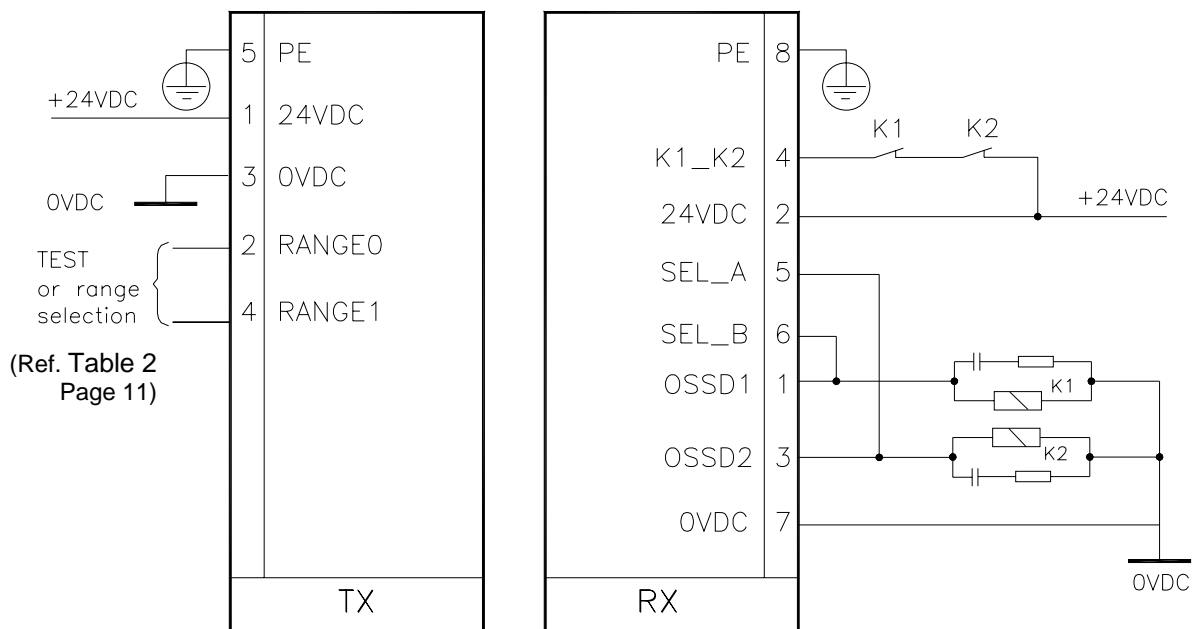 5 PE
+24VDC
1 24VDC
3 0VDC
0VDC
2 RANGE0
TEST
or range
selection
4 RANGE1
(Ref. Table 2
Page 11)
TX
PE 8
K1 K2
K1_K2 4
24VDC 2
+24VDC
SEL_A 5
SEL_B 6
OSSD1 1
K1
OSSD2 3
K2
0VDC 7
0VDC
RX